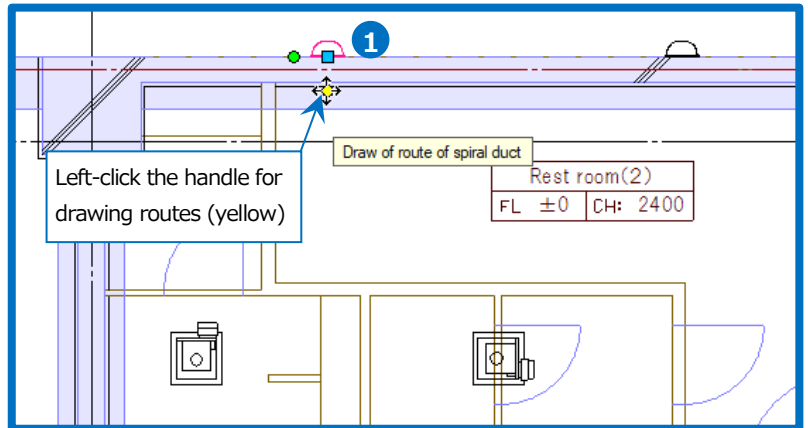 1
Draw of route of spiral duct
Left-click the handle for
drawing routes (yellow)
Rest room(2)
FL ±0 CH: 2400